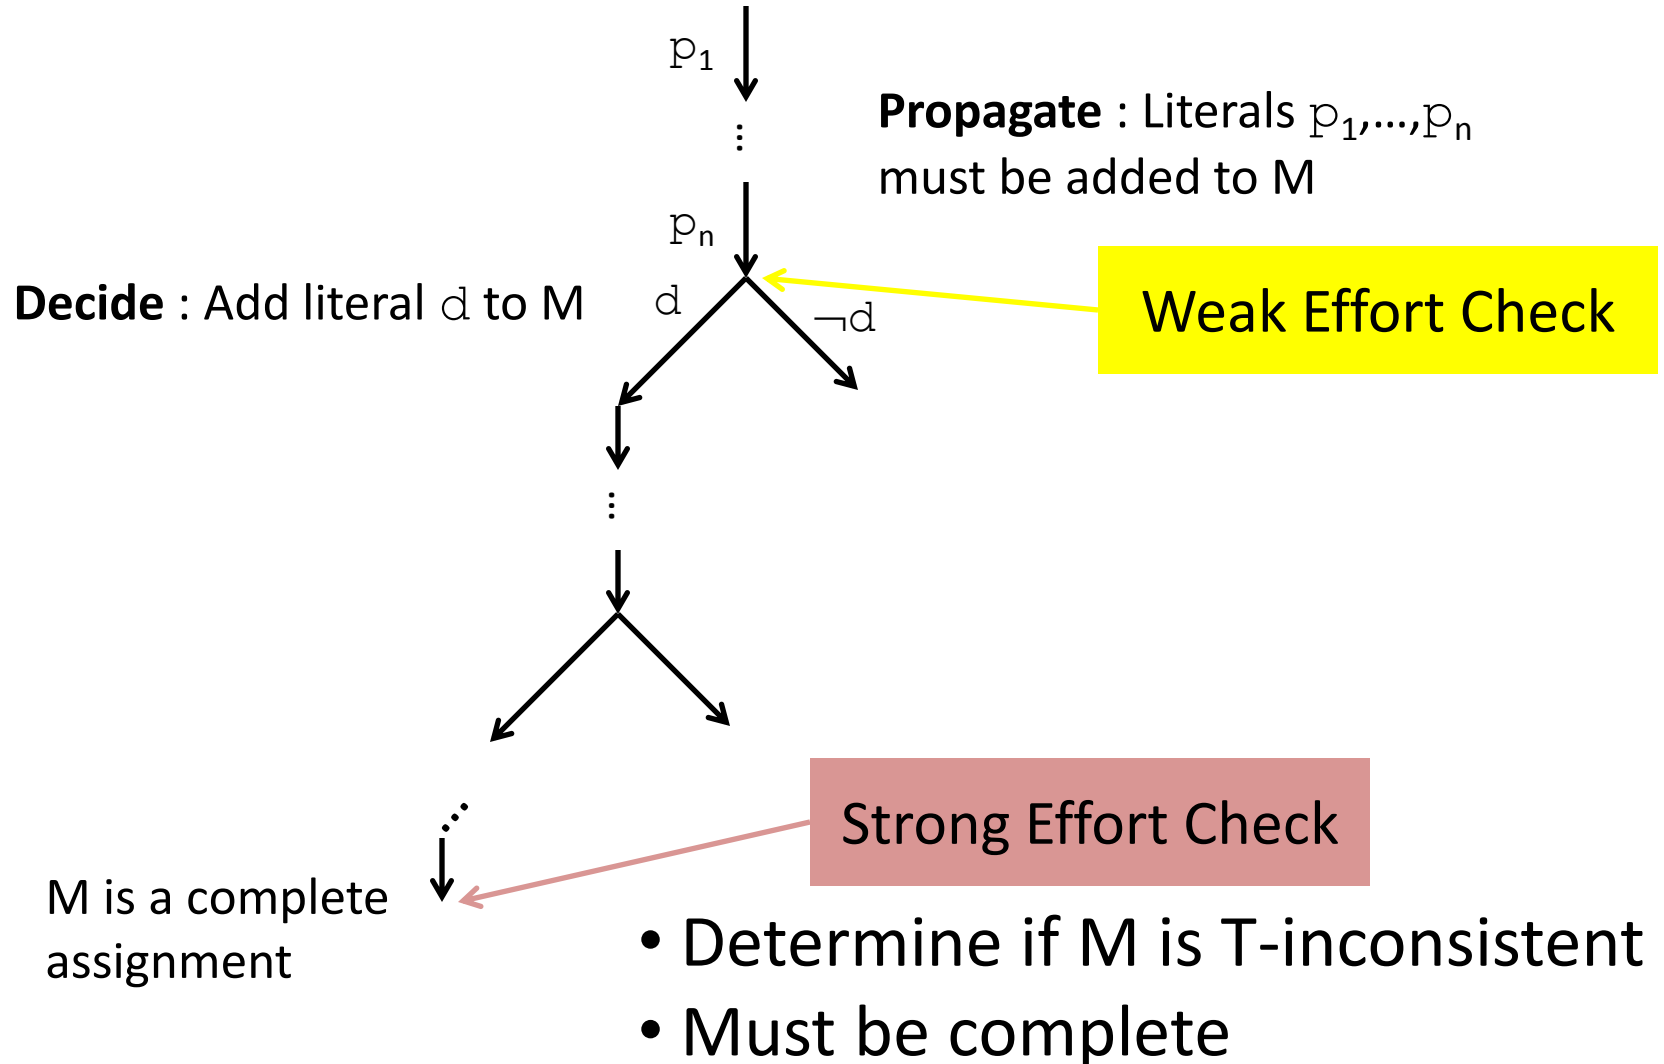 p₁
⋮
Propagate : Literals p₁,…,pₙ
must be added to M
pₙ
Decide : Add literal d to M
d
¬d
Weak Effort Check
⋮
Strong Effort Check
M is a complete
assignment
• Determine if M is T-inconsistent
• Must be complete